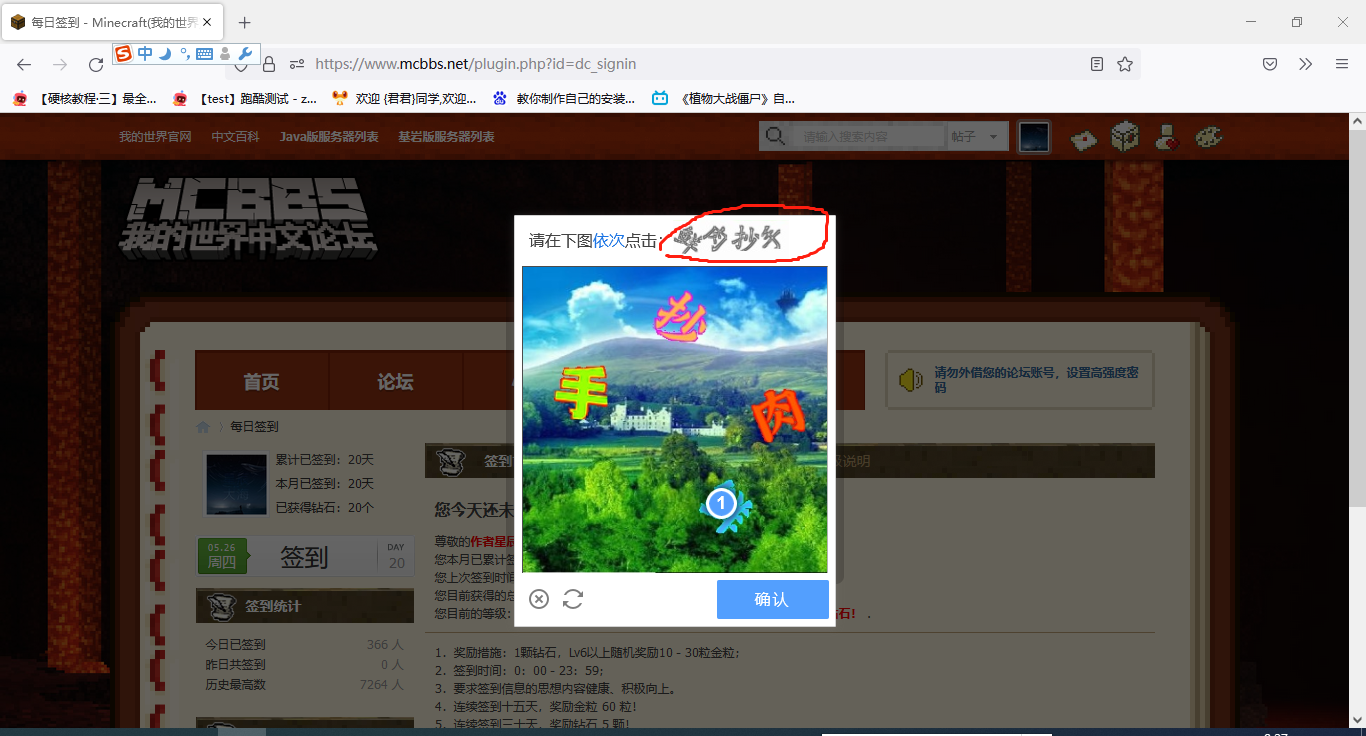 每日签到 - Minecraft(我的世界
中
https://www.mcbbs.net/plugin.php?id=dc_signin
【硬核教程·三】最全... 【test】跑酷测试 - z... 欢迎 {君君}同学,欢迎... 教你制作自己的安装... 《植物大战僵尸》自...
我的世界官网 中文百科 Java版服务器列表 基岩版服务器列表 请输入搜索内容 帖子
MCBBS
我的世界中文论坛
请在下图依次点击:
手
肉
1
确认
首页 论坛
请勿外借您的论坛账号，设置高强度密
码
每日签到
累计已签到：20天
本月已签到：20天
已获得钻石：20个
05.26
周四
签到
DAY
20
签到统计
今日已签到 366 人
昨日共签到 0 人
历史最高数 7264 人
签到 说明
您今天还未
敬的作者星辰
您本月已累计签
您上次签到时间
您目前获得的总
您目前的等级： 钻石！ .
1．奖励措施：1颗钻石，Lv6以上随机奖励10 - 30粒金粒;
2．签到时间：0：00 - 23：59;
3．要求签到信息的思想内容健康、积极向上。
4．连续签到十五天，奖励金粒 60 粒!
5．连续签到三十天，奖励钻石 5 颗!